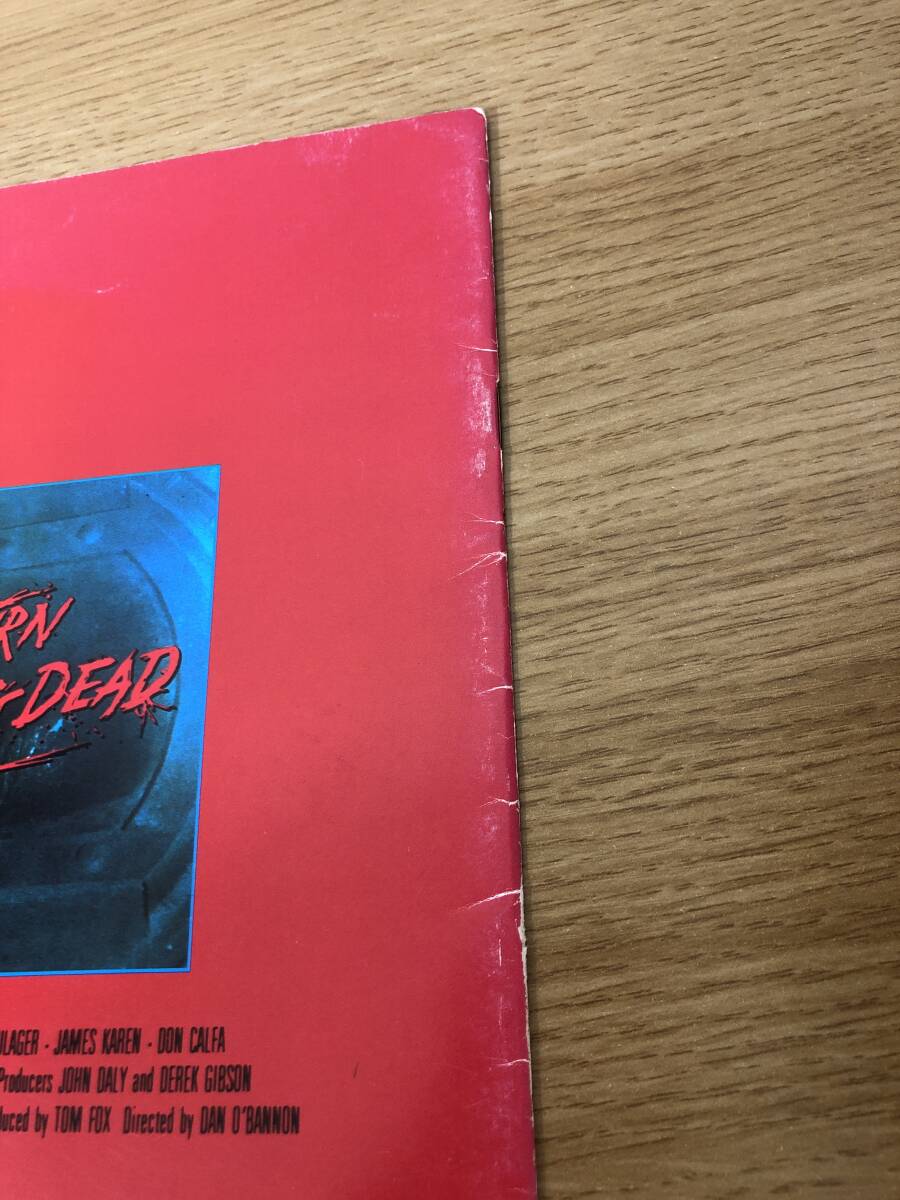 RN
DEAD
LAGER · JAMES KAREN · DON CALFA
Producers JOHN DALY and DEREK GIBSON
duced by TOM FOX Directed by DAN O'BANNON